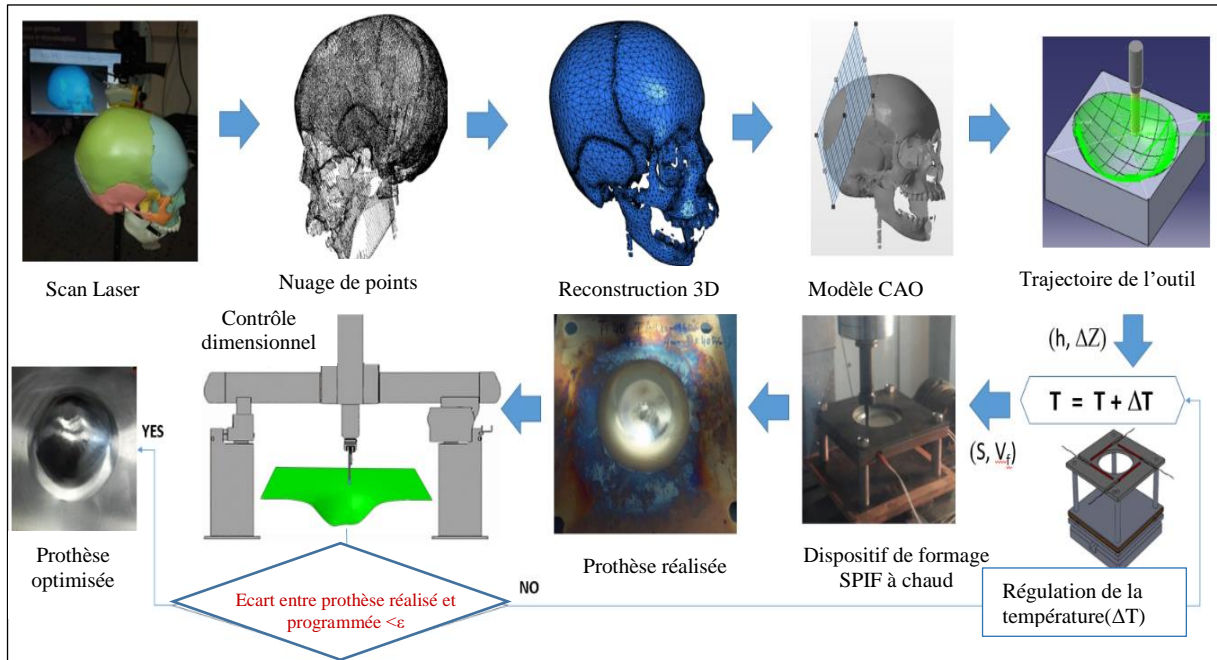 Scan Laser
Nuage de points
Reconstruction 3D
Modèle CAO
Trajectoire de l'outil
(h, ΔZ)
T = T + ΔT
(S, Vf)
Contrôle
dimensionnel
YES
Prothèse
optimisée
Prothèse réalisée
Dispositif de formage
SPIF à chaud
Ecart entre prothèse réalisé et
programmée <ε
NO
Régulation de la
température(ΔT)